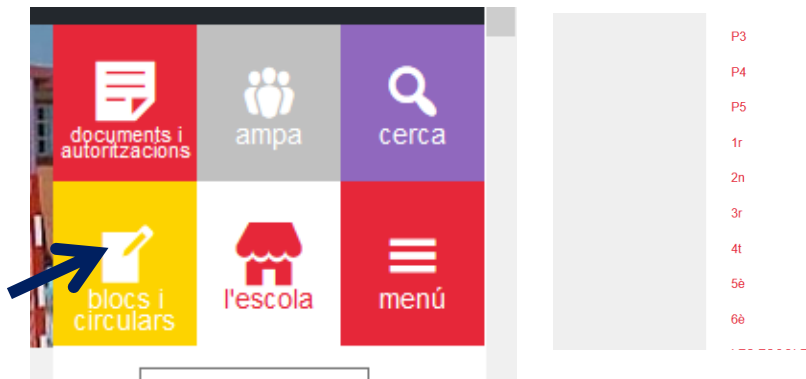 documents i
autoritzacions
ampa
cerca
blocs i
circulars
l'escola
menú
P3
P4
P5
1r
2n
3r
4t
5è
6è